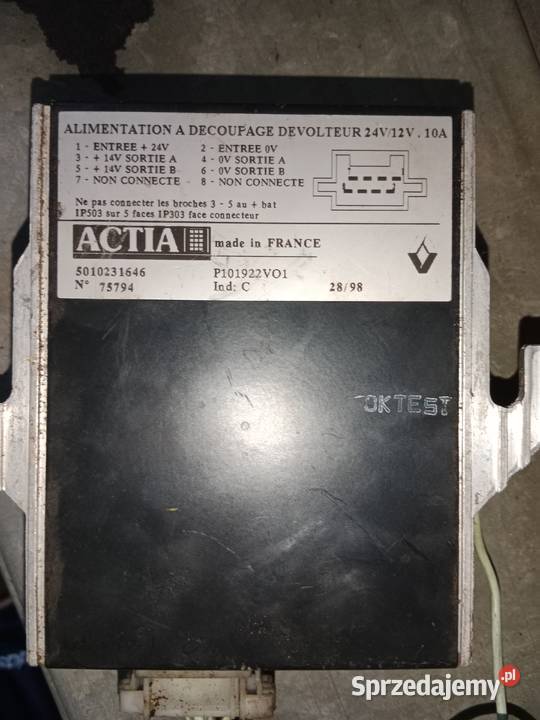 ALIMENTATION A DECOUPAGE DEVOLTEUR 24V/12V . 10A
1 - ENTREE + 24V 2 - ENTREE 0V
3 - + 14V SORTIE A 4 - 0V SORTIE A
5 - + 14V SORTIE B 6 - 0V SORTIE B
7 - NON CONNECTE 8 - NON CONNECTE
Ne pas connecter les broches 3 - 5 au + bat
IP503 sur 5 faces IP303 face connecteur
ACTIA made in FRANCE
5010231646 P101922VO1
N° 75794 Ind: C 28/98
OKTEST
Sprzedajemy.pl